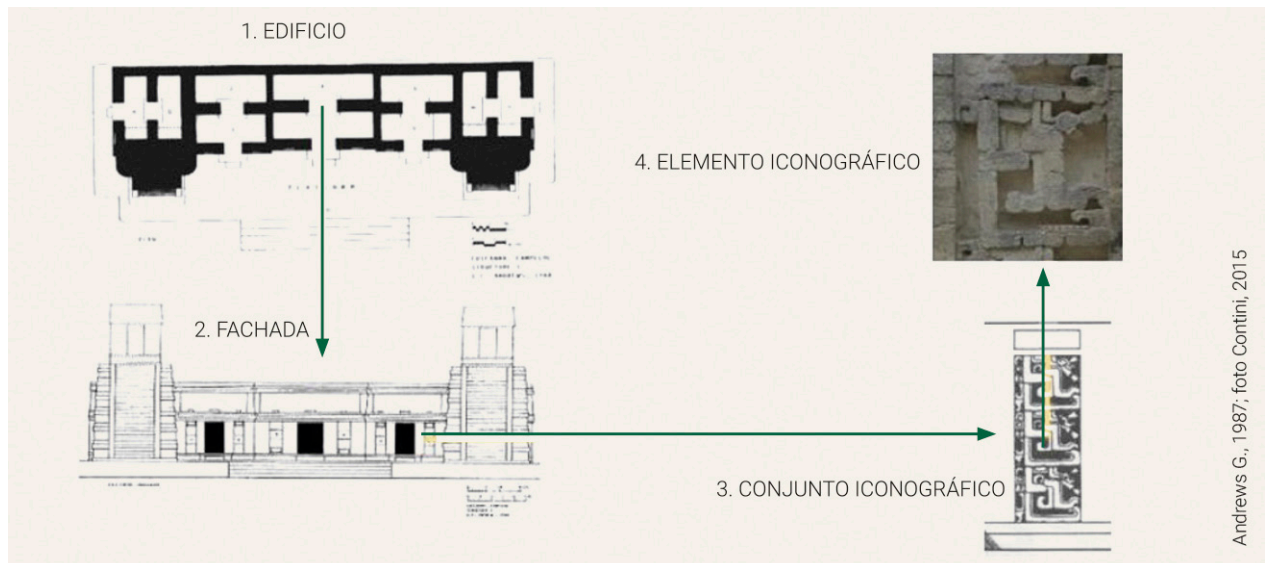 1. EDIFICIO
2. FACHADA
3. CONJUNTO ICONOGRÁFICO
4. ELEMENTO ICONOGRÁFICO
Andrews G., 1987; foto Contini, 2015